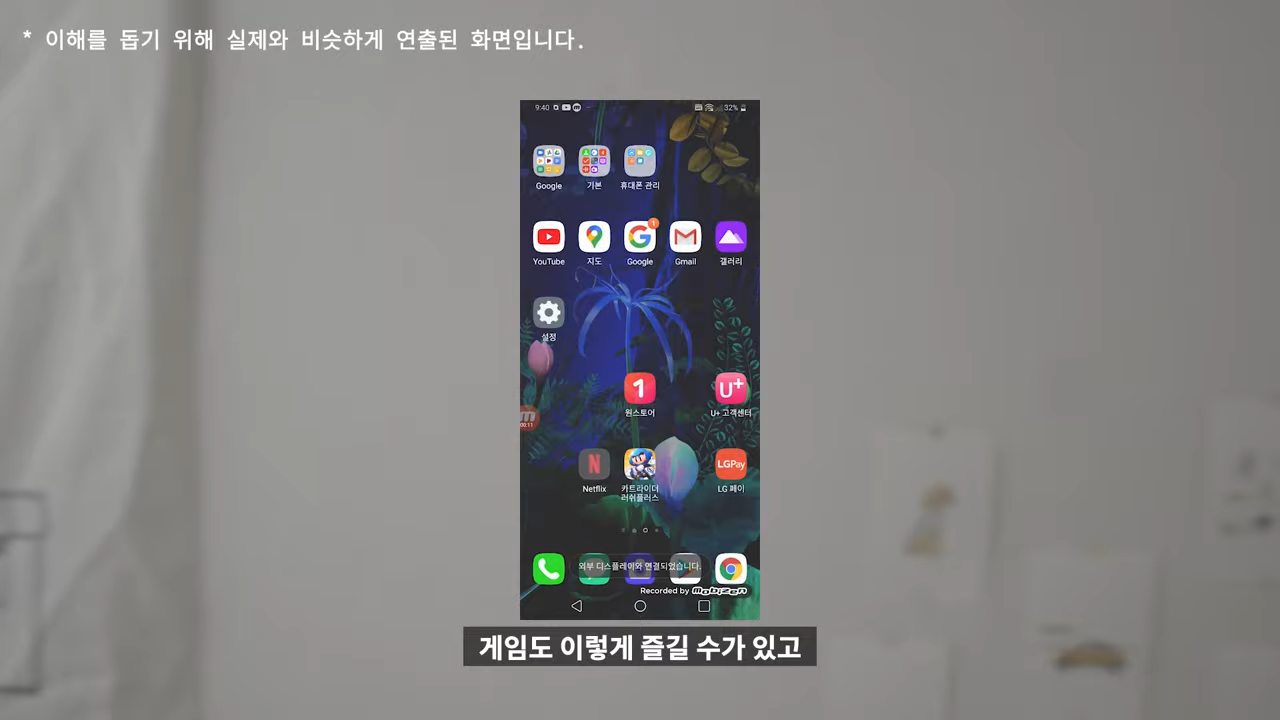 * 이해를 돕기 위해 실제와 비슷하게 연출된 화면입니다.
9:40
32%
Google
기본
휴대폰 관리
1
YouTube
지도
Google
Gmail
갤러리
설정
1
U+
원스토어
U+ 고객센터
m
00:11
N
LGPay
Netflix
카트라이더
러쉬플러스
LG 페이
외부 디스플레이와 연결되었습니다.
Recorded by mobizen
게임도 이렇게 즐길 수가 있고